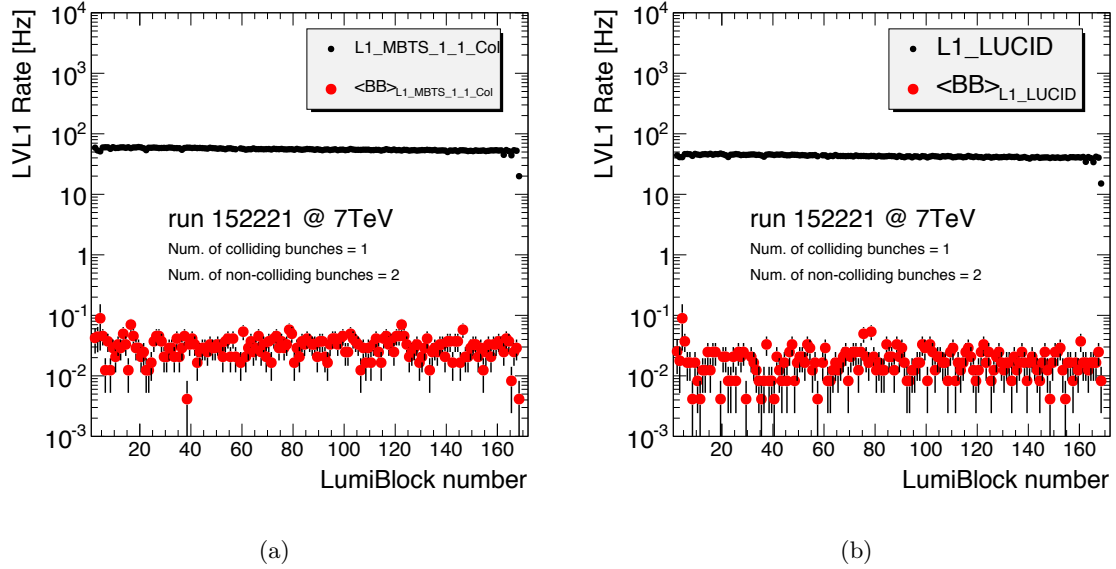 LVL1 Rate [Hz]
10^4
10^3
10^2
10
1
10^-1
10^-2
10^-3
L1_MBTS_1_1_Col
<BB>_L1_MBTS_1_1_Col
run 152221 @ 7TeV
Num. of colliding bunches = 1
Num. of non-colliding bunches = 2
20 40 60 80 100 120 140 160
LumiBlock number
(a)
LVL1 Rate [Hz]
10^4
10^3
10^2
10
1
10^-1
10^-2
10^-3
L1_LUCID
<BB>_L1_LUCID
run 152221 @ 7TeV
Num. of colliding bunches = 1
Num. of non-colliding bunches = 2
20 40 60 80 100 120 140 160
LumiBlock number
(b)